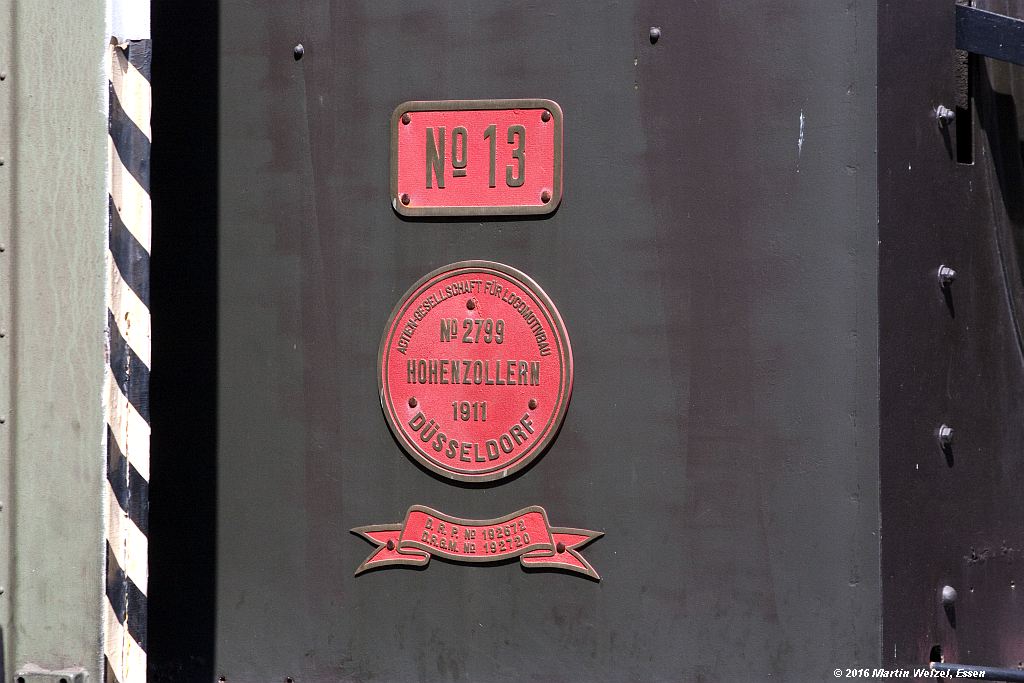 Nº 13
ACTIEN-GESELLSCHAFT FÜR LOCOMOTIVBAU
Nº 2799
HOHENZOLLERN
1911
DÜSSELDORF
D. R. P. Nº 192672
D.R.G.M. Nº 192720
© 2016 Martin Welzel, Essen